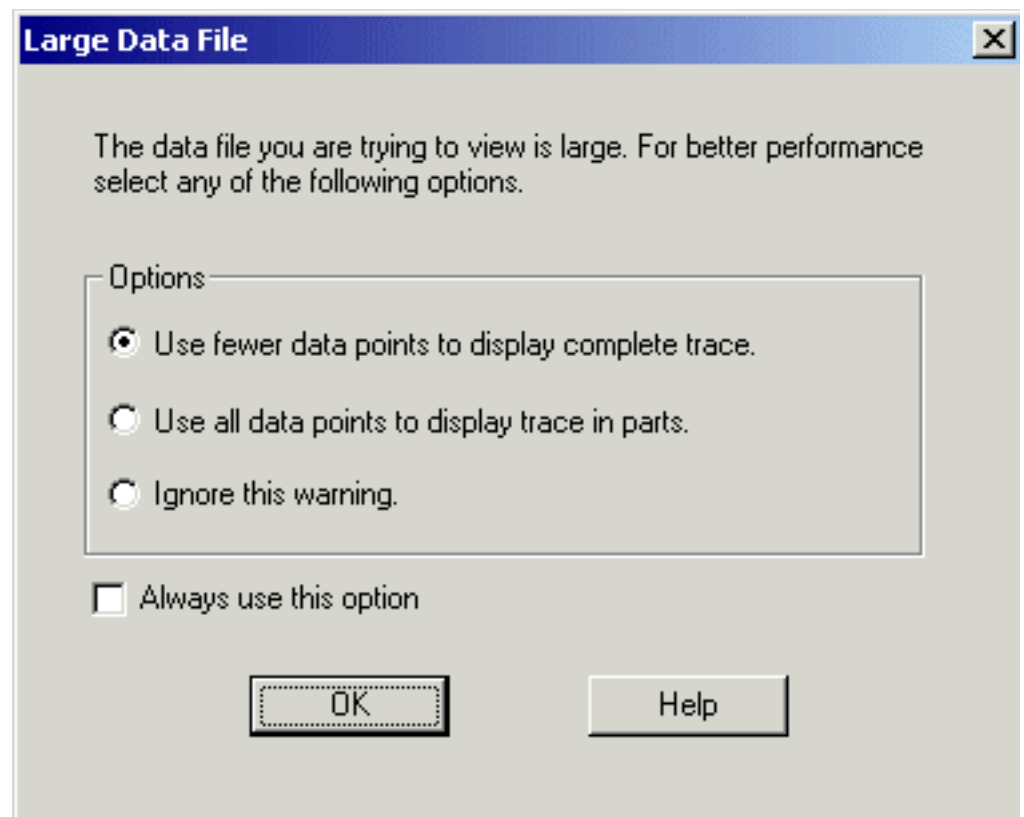 Large Data File
The data file you are trying to view is large. For better performance
select any of the following options.
Options
Use fewer data points to display complete trace.
Use all data points to display trace in parts.
Ignore this warning.
Always use this option
OK
Help